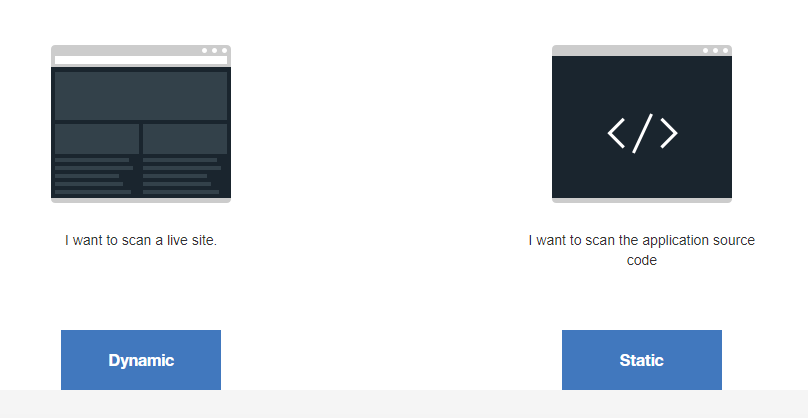 I want to scan a live site.
I want to scan the application source
code
Dynamic
Static